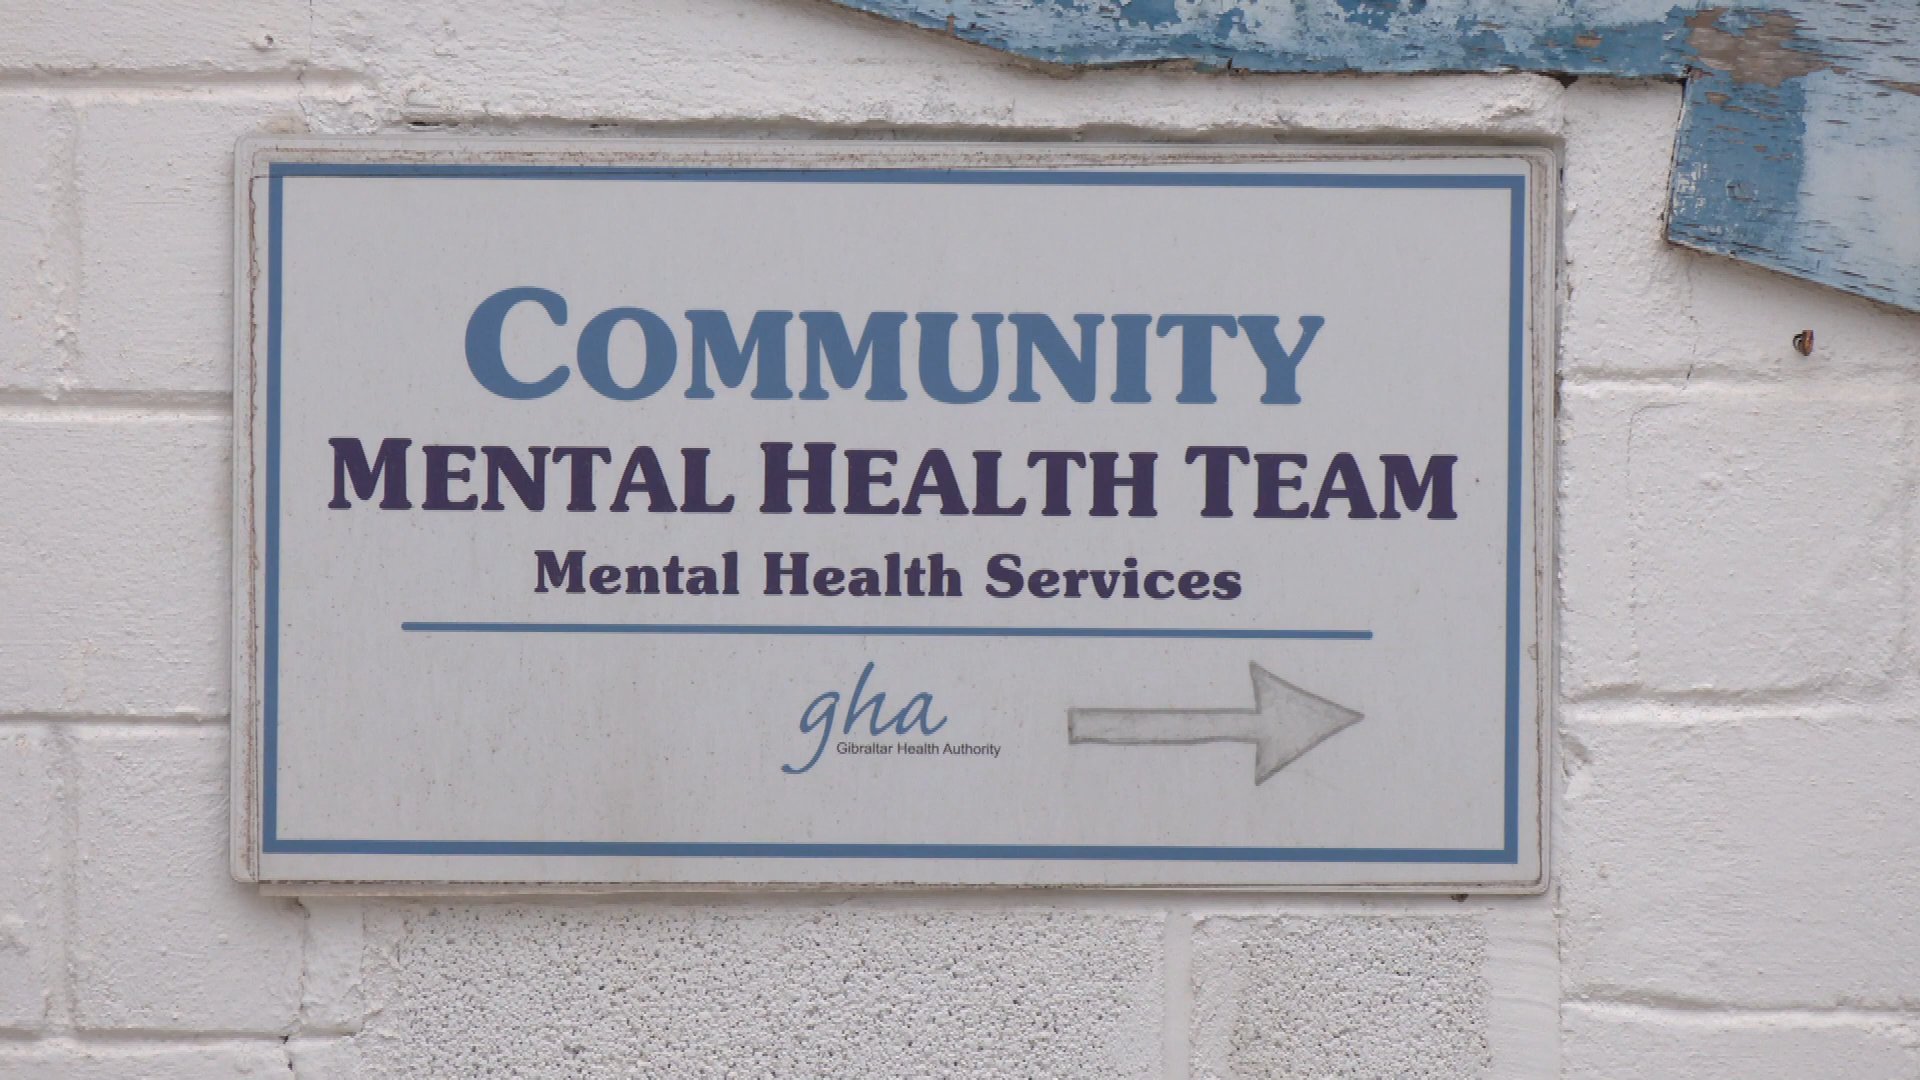 COMMUNITY
MENTAL HEALTH TEAM
Mental Health Services
gha
Gibraltar Health Authority